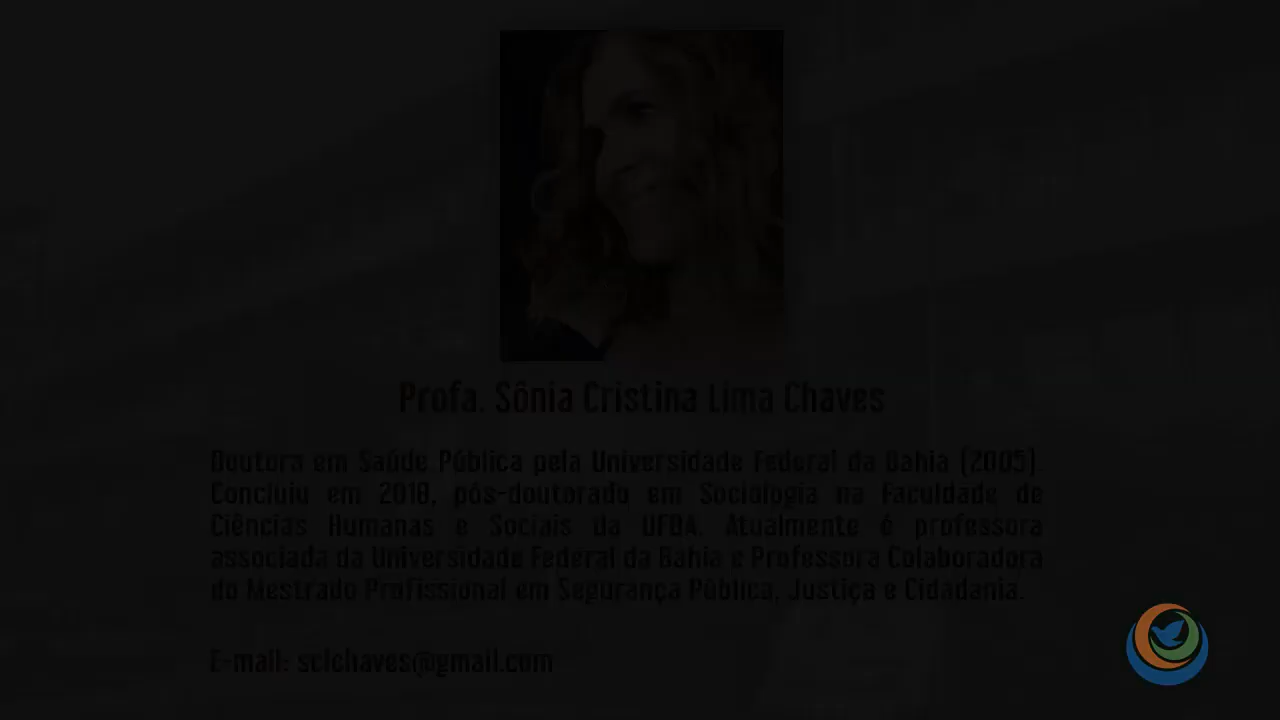 Profa. Sônia Cristina Lima Chaves
Doutora em Saúde Pública pela Universidade Federal da Bahia (2005).
Concluiu em 2018, pós-doutorado em Sociologia na Faculdade de
Ciências Humanas e Sociais da UFBA. Atualmente é professora
associada da Universidade Federal da Bahia e Professora Colaboradora
do Mestrado Profissional em Segurança Pública, Justiça e Cidadania.
E-mail: sclchaves@gmail.com